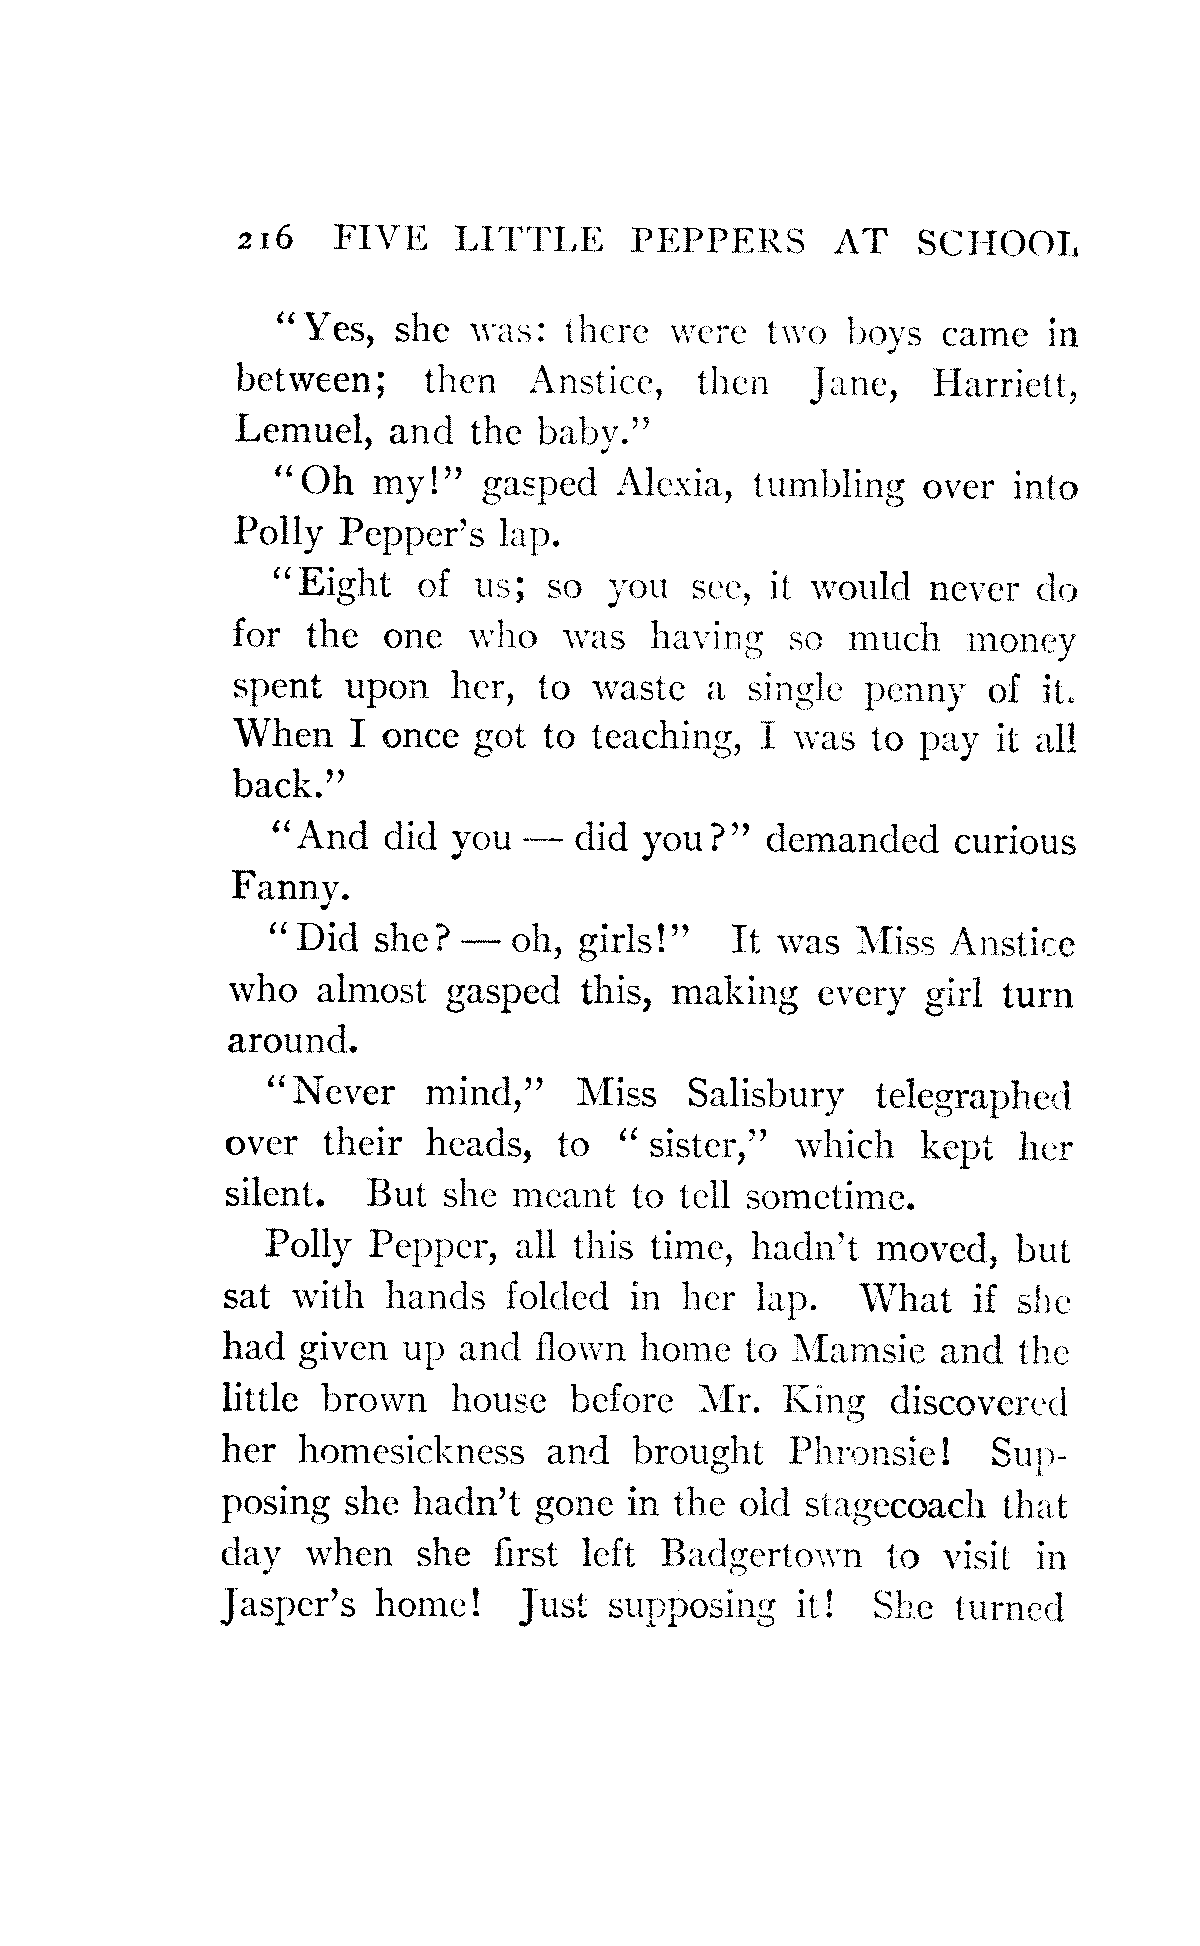 216 FIVE LITTLE PEPPERS AT SCHOOL
"Yes, she was: there were two boys came in
between; then Anstice, then Jane, Harriett,
Lemuel, and the baby."
"Oh my!" gasped Alexia, tumbling over into
Polly Pepper's lap.
"Eight of us; so you see, it would never do
for the one who was having so much money
spent upon her, to waste a single penny of it.
When I once got to teaching, I was to pay it all
back."
"And did you — did you?" demanded curious
Fanny.
"Did she? — oh, girls!" It was Miss Anstice
who almost gasped this, making every girl turn
around.
"Never mind," Miss Salisbury telegraphed
over their heads, to "sister," which kept her
silent. But she meant to tell sometime.
Polly Pepper, all this time, hadn't moved, but
sat with hands folded in her lap. What if she
had given up and flown home to Mamsie and the
little brown house before Mr. King discovered
her homesickness and brought Phronsie! Sup-
posing she hadn't gone in the old stagecoach that
day when she first left Badgertown to visit in
Jasper's home! Just supposing it! She turned